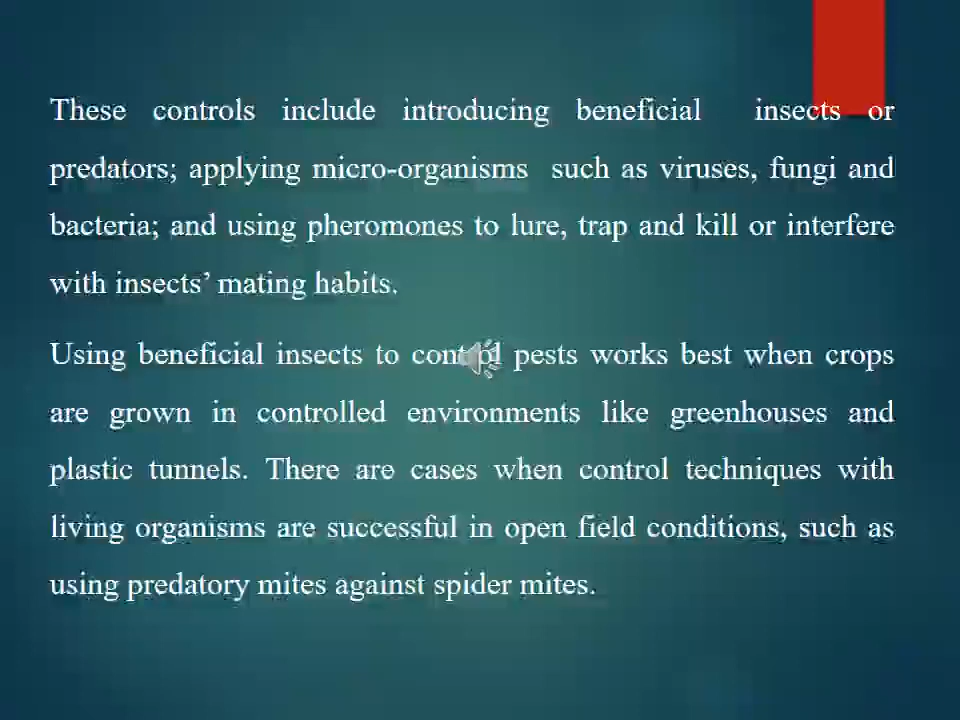 These controls include introducing beneficial insects or
predators; applying micro-organisms such as viruses, fungi and
bacteria; and using pheromones to lure, trap and kill or interfere
with insects’ mating habits.
Using beneficial insects to control pests works best when crops
are grown in controlled environments like greenhouses and
plastic tunnels. There are cases when control techniques with
living organisms are successful in open field conditions, such as
using predatory mites against spider mites.